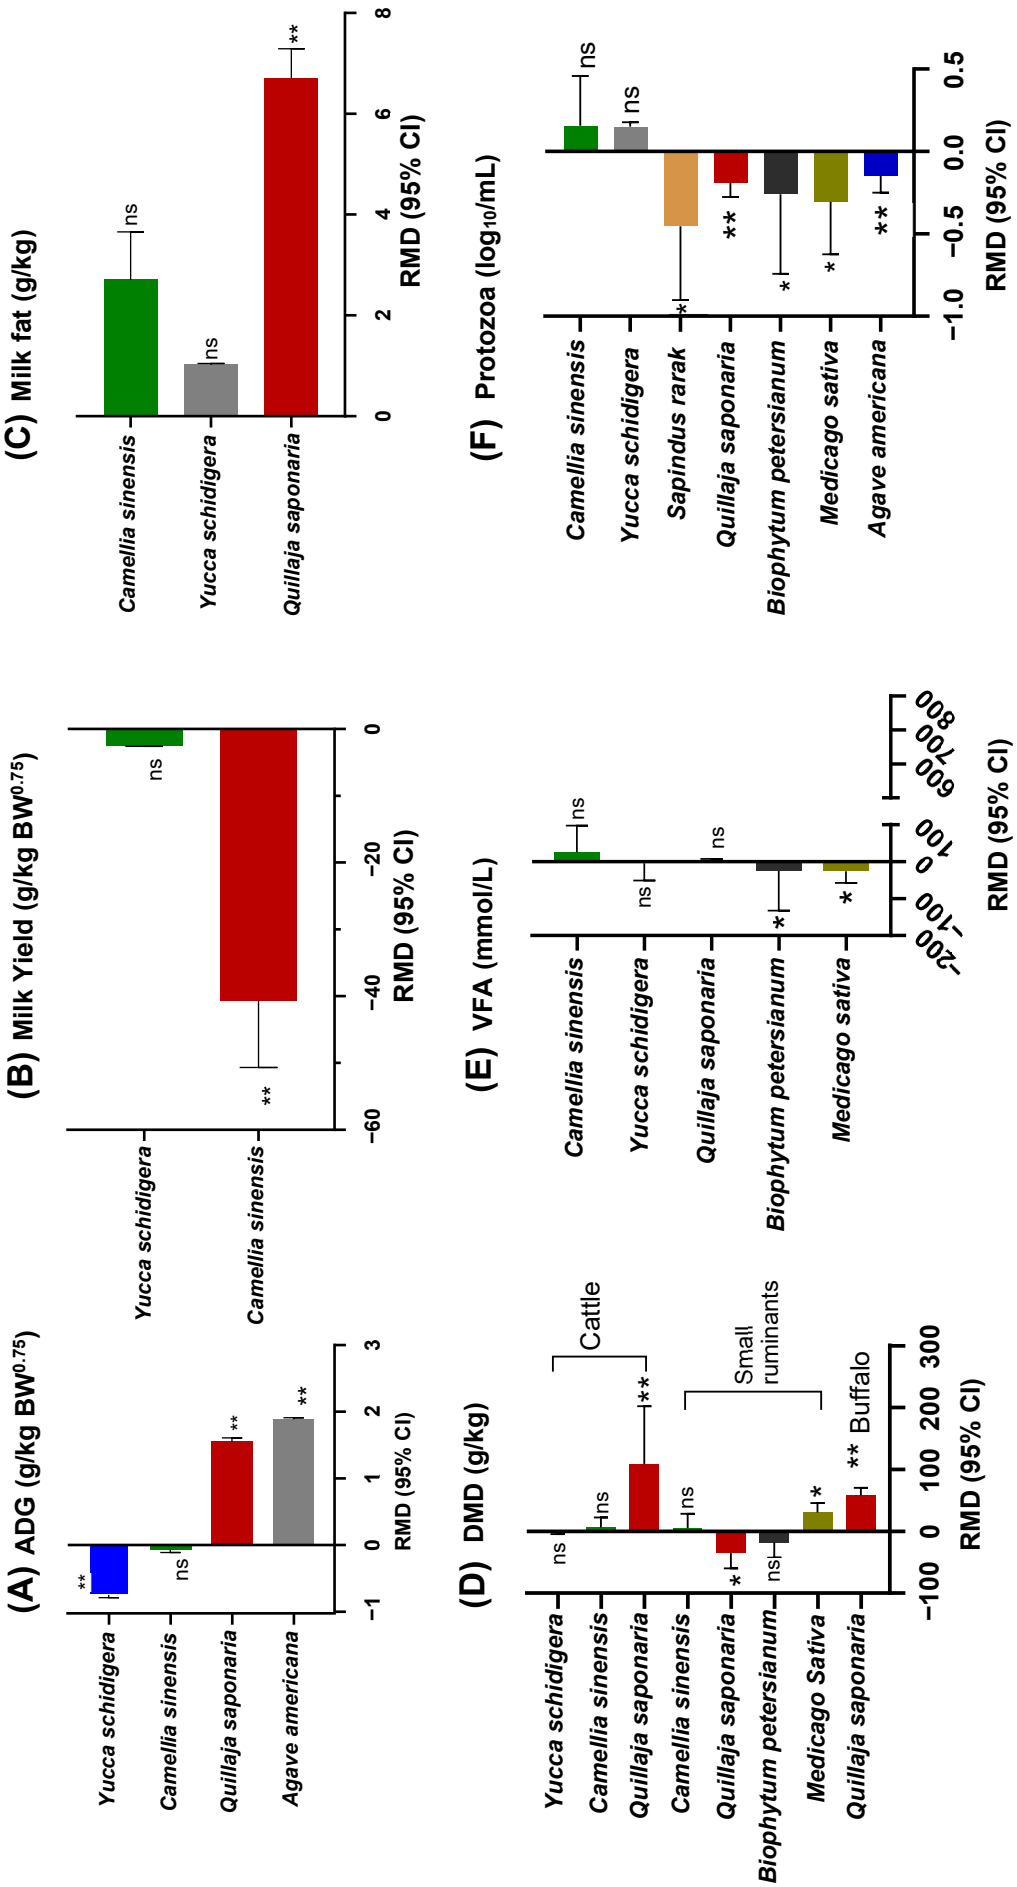 (A) ADG (g/kg BW0.75)
Yucca schidigera
Camellia sinensis
Quillaja saponaria
Agave americana
**
ns
**
**
−1
0
1
2
3
RMD (95% CI)
(B) Milk Yield (g/kg BW0.75)
Yucca schidigera
Camellia sinensis
ns
**
−60
−40
−20
0
RMD (95% CI)
(C) Milk fat (g/kg)
Camellia sinensis
Yucca schidigera
Quillaja saponaria
ns
ns
**
0
2
4
6
8
RMD (95% CI)
(D) DMD (g/kg)
Yucca schidigera
Camellia sinensis
Quillaja saponaria
Camellia sinensis
Quillaja saponaria
Biophytum petersianum
Medicago Sativa
Quillaja saponaria
ns
ns
**
ns
*
ns
*
** Buffalo
Cattle
Small
ruminants
−100
0
100
200
300
RMD (95% CI)
(E) VFA (mmol/L)
Camellia sinensis
Yucca schidigera
Quillaja saponaria
Biophytum petersianum
Medicago sativa
ns
ns
ns
*
*
−200
−100
0
100
600
700
800
RMD (95% CI)
(F) Protozoa (log10/mL)
Camellia sinensis
Yucca schidigera
Sapindus rarak
Quillaja saponaria
Biophytum petersianum
Medicago sativa
Agave americana
ns
ns
*
**
*
*
**
−1.0
−0.5
0.0
0.5
RMD (95% CI)